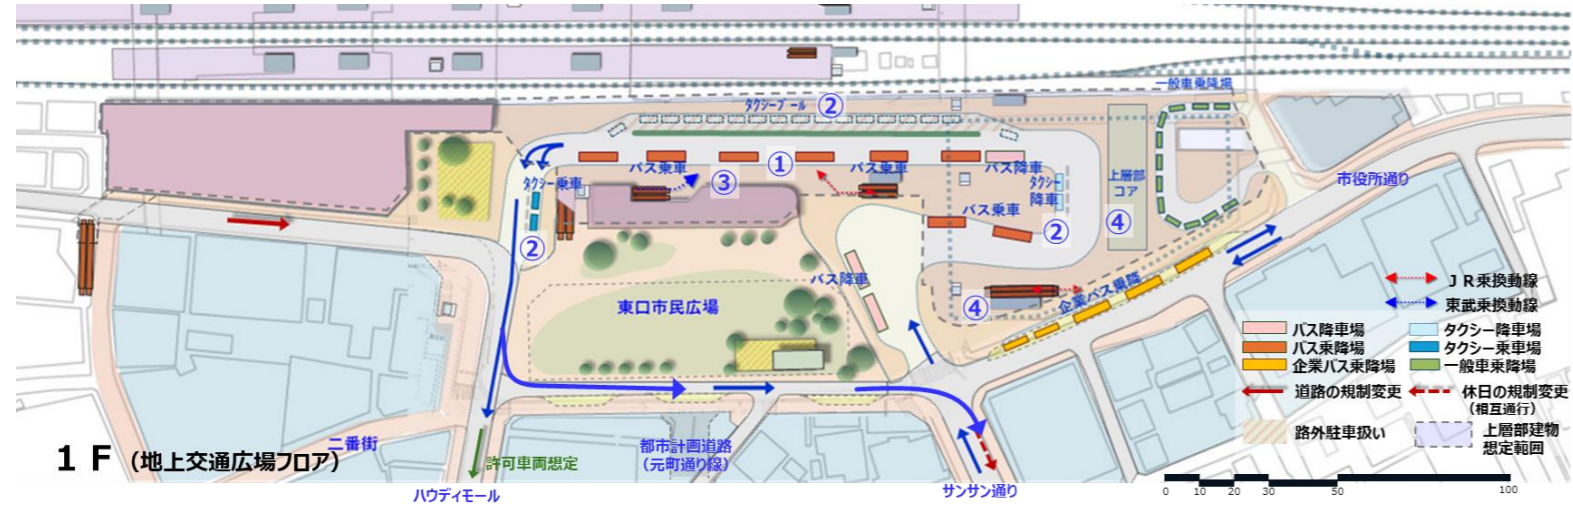 一般車乗降場
タクシープール ②
バス乗車 ① バス乗車 バス降車
タクシー乗車 ③ タクシー
降車
上層部
コア
市役所通り
バス乗車
② ② ④
バス降車
企業バス乗降
東口市民広場
④
JR乗換動線
東武乗換動線
バス降車場 タクシー降車場
バス乗降場 タクシー乗車場
企業バス乗降場 一般車乗降場
道路の規制変更 休日の規制変更
(相互通行)
路外駐車扱い 上層部建物
想定範囲
二番街
1F (地上交通広場フロア)
許可車両想定
都市計画道路
(元町通り線)
ハウディモール
サンサン通り
0 10 20 30 50 100